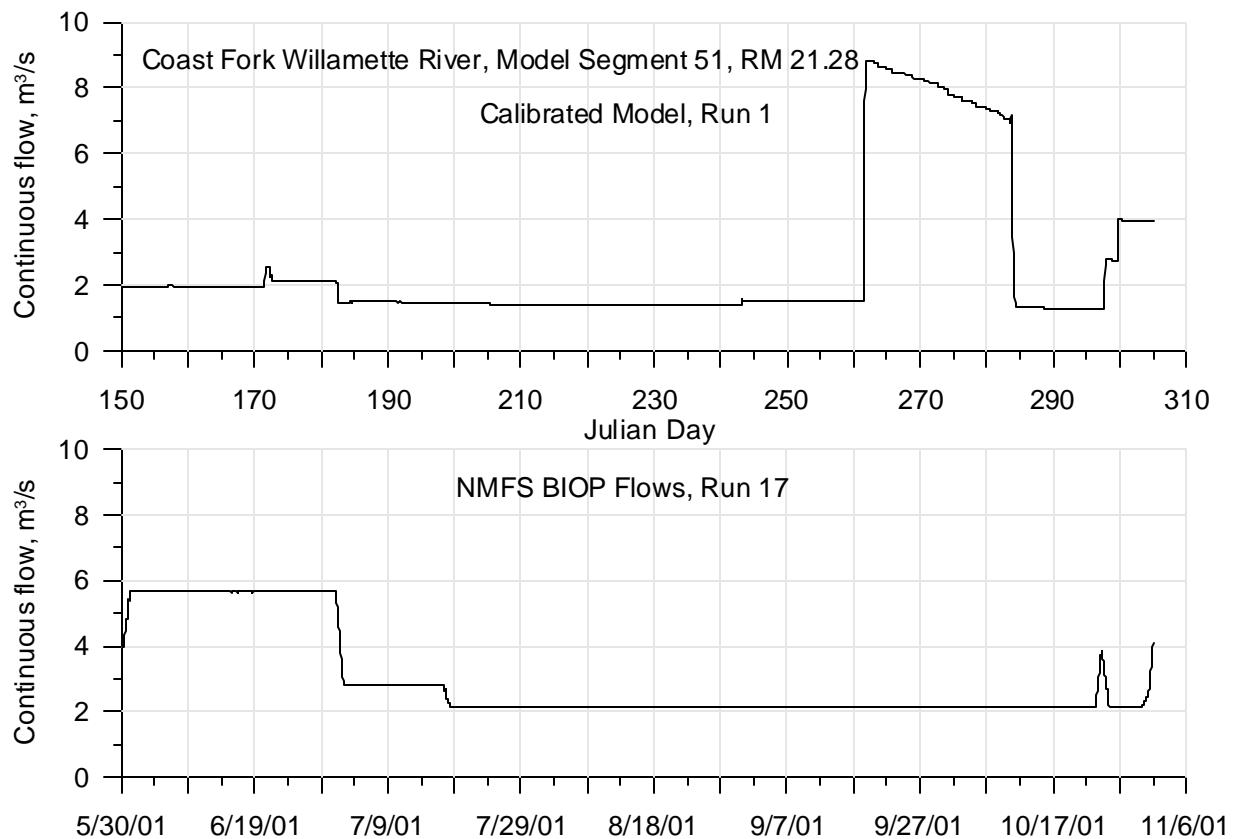 10
8
6
4
2
0
Continuous flow, m³/s
Coast Fork Willamette River, Model Segment 51, RM 21.28
Calibrated Model, Run 1
150 170 190 210 230 250 270 290 310
Julian Day
10
8
6
4
2
0
Continuous flow, m³/s
NMFS BIOP Flows, Run 17
5/30/01 6/19/01 7/9/01 7/29/01 8/18/01 9/7/01 9/27/01 10/17/01 11/6/01